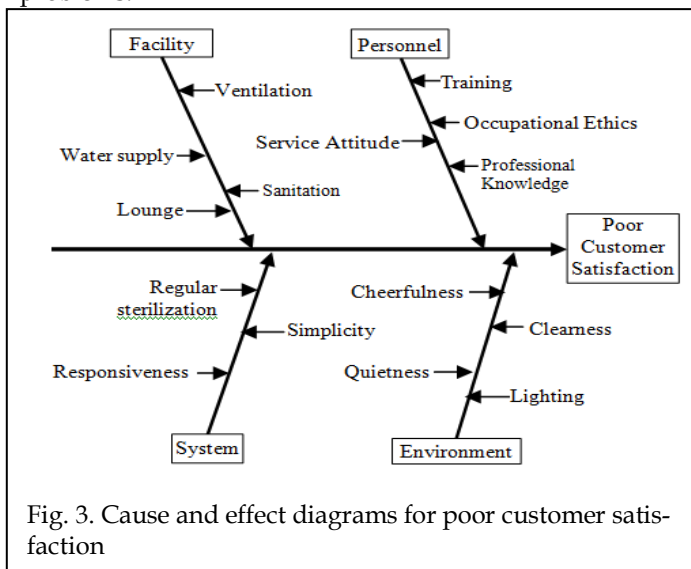 Facility
Personnel
Ventilation
Training
Water supply
Occupational Ethics
Service Attitude
Sanitation
Professional
Knowledge
Lounge
Poor
Customer
Satisfaction
Regular
sterilization
Cheerfulness
Simplicity
Clearness
Responsiveness
Quietness
Lighting
System
Environment
Fig. 3. Cause and effect diagrams for poor customer satis-
faction